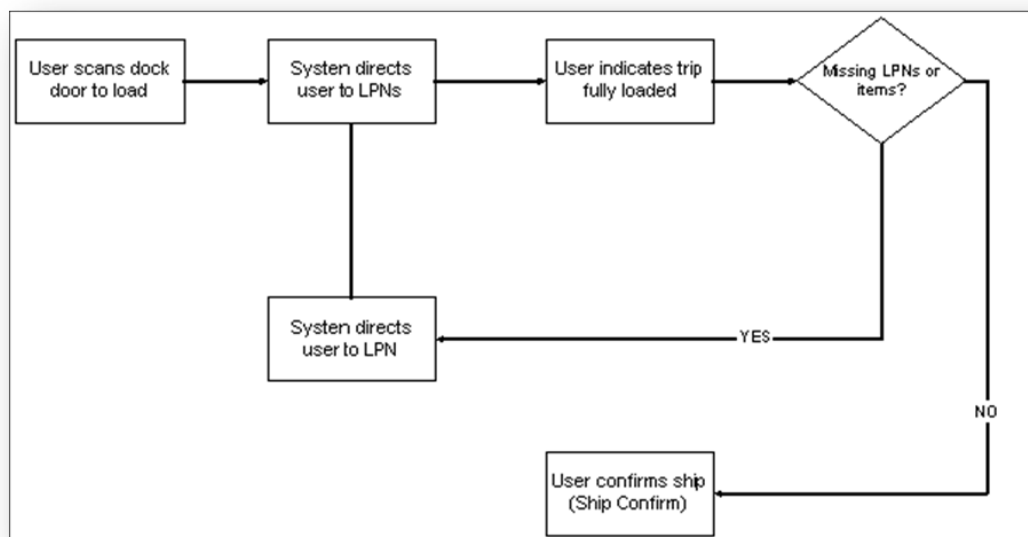 User scans dock
door to load
Systen directs
user to LPNs
User indicates trip
fully loaded
Missing LPNs or
items?
Systen directs
user to LPN
YES
NO
User confirms ship
(Ship Confirm)